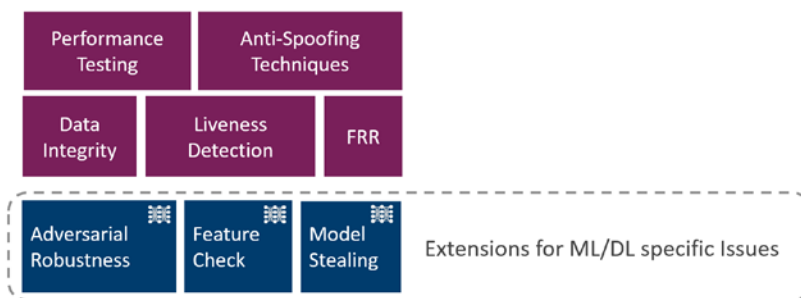 Performance
Testing
Anti-Spoofing
Techniques
Data
Integrity
Liveness
Detection
FRR
Adversarial
Robustness
Feature
Check
Model
Stealing
Extensions for ML/DL specific Issues